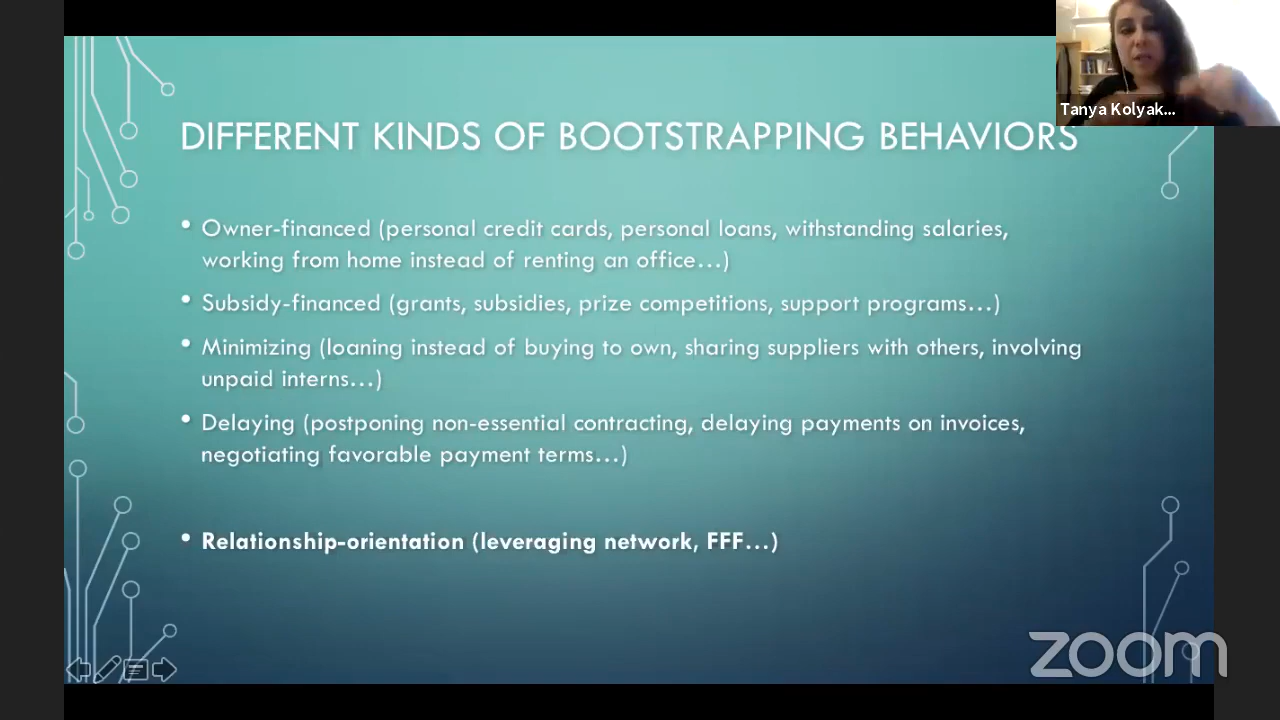 Tanya Kolyak...
DIFFERENT KINDS OF BOOTSTRAPPING BEHAVIORS
• Owner-financed (personal credit cards, personal loans, withstanding salaries,
working from home instead of renting an office...)
• Subsidy-financed (grants, subsidies, prize competitions, support programs...)
• Minimizing (loaning instead of buying to own, sharing suppliers with others, involving
unpaid interns...)
• Delaying (postponing non-essential contracting, delaying payments on invoices,
negotiating favorable payment terms...)
• Relationship-orientation (leveraging network, FFF...)
zoom